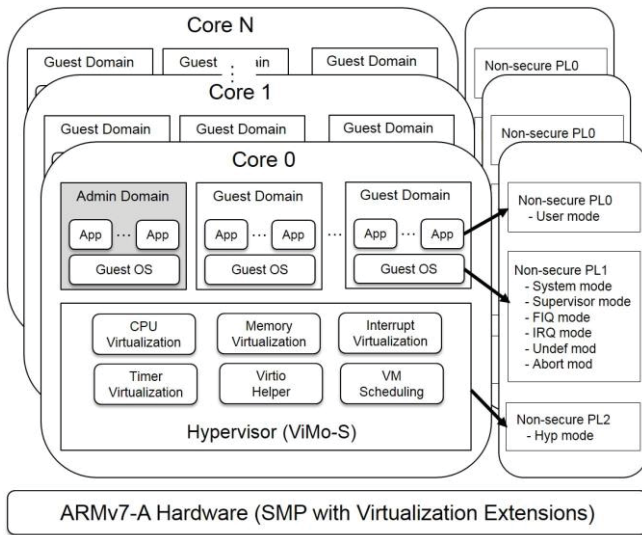 Core N
Guest Domain Guest main Guest Domain
Non-secure PL0
Core 1
Guest Domain Guest Domain Guest Domain
Non-secure PL0
Core 0
Admin Domain Guest Domain Guest Domain
App ... App App ... App ... App ... App
Guest OS Guest OS Guest OS
Non-secure PL0
- User mode
Non-secure PL1
- System mode
- Supervisor mode
- FIQ mode
- IRQ mode
- Undef mod
- Abort mod
CPU Virtualization
Memory Virtualization
Interrupt Virtualization
Timer Virtualization
Virtio Helper
VM Scheduling
Hypervisor (ViMo-S)
Non-secure PL2
- Hyp mode
ARMv7-A Hardware (SMP with Virtualization Extensions)